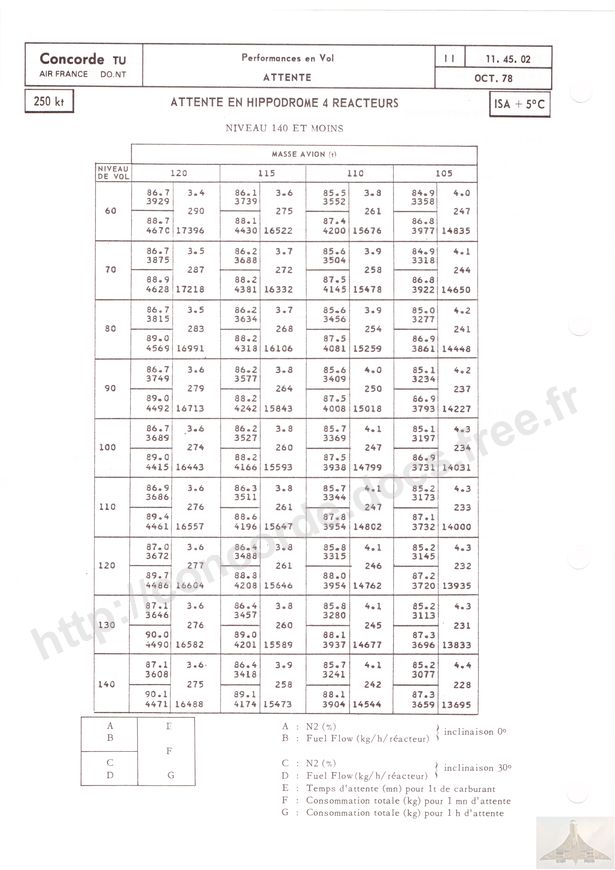 Concorde TU
AIR FRANCE DO.NT
Performances en Vol
ATTENTE
11
11. 45. 02
OCT. 78
250 kt
ATTENTE EN HIPPODROME 4 REACTEURS
ISA + 5°C
NIVEAU 140 ET MOINS
MASSE AVION (t)
NIVEAU DE VOL 120 115 110 105
86.7 3.4 86.1 3.6 85.5 3.8 84.9 4.0
3929 3739 3552 3358
60 290 275 261 247
88.7 88.1 87.4 86.8
4670 17396 4430 16522 4200 15676 3977 14835
86.7 3.5 86.2 3.7 85.6 3.9 84.9 4.1
3875 3688 3504 3318
70 287 272 258 244
88.9 88.2 87.5 86.8
4628 17218 4381 16332 4145 15478 3922 14650
86.7 3.5 86.2 3.7 85.6 3.9 85.0 4.2
3815 3634 3456 3277
80 283 268 254 241
89.0 88.2 87.5 86.9
4569 16991 4318 16106 4081 15259 3861 14448
86.7 3.6 86.2 3.8 85.6 4.0 85.1 4.2
3749 3577 3409 3234
90 279 264 250 237
89.0 88.2 87.5 86.9
4492 16713 4242 15843 4008 15018 3793 14227
86.7 3.6 86.2 3.8 85.7 4.1 85.1 4.3
3689 3527 3369 3197
100 274 260 247 234
89.0 88.2 87.5 86.9
4415 16443 4166 15593 3938 14799 3731 14031
86.9 3.6 86.3 3.8 85.7 4.1 85.2 4.3
3686 3511 3344 3173
110 276 261 247 233
89.4 88.6 87.8 87.1
4461 16557 4196 15647 3954 14802 3732 14000
87.0 3.6 86.4 3.8 85.8 4.1 85.2 4.3
3672 3488 3315 3145
120 277 261 246 232
89.7 88.8 88.0 87.2
4486 16604 4208 15646 3954 14762 3720 13935
87.1 3.6 86.4 3.8 85.8 4.1 85.2 4.3
3646 3457 3280 3113
130 276 260 245 231
90.0 89.0 88.1 87.3
4490 16582 4201 15589 3937 14677 3696 13833
87.1 3.6 86.4 3.9 85.7 4.1 85.2 4.4
3608 3418 3241 3077
140 275 258 242 228
90.1 89.1 88.1 87.3
4471 16488 4174 15473 3904 14544 3659 13695
A E
B
F
C
D G
A : N2 (%)
B : Fuel Flow (kg/h/réacteur)
inclinaison 0°
C : N2 (%)
D : Fuel Flow (kg/h/réacteur)
inclinaison 30°
E : Temps d'attente (mn) pour 1t de carburant
F : Consommation totale (kg) pour 1 mn d'attente
G : Consommation totale (kg) pour 1 h d'attente
http://concorde.docs.free.fr